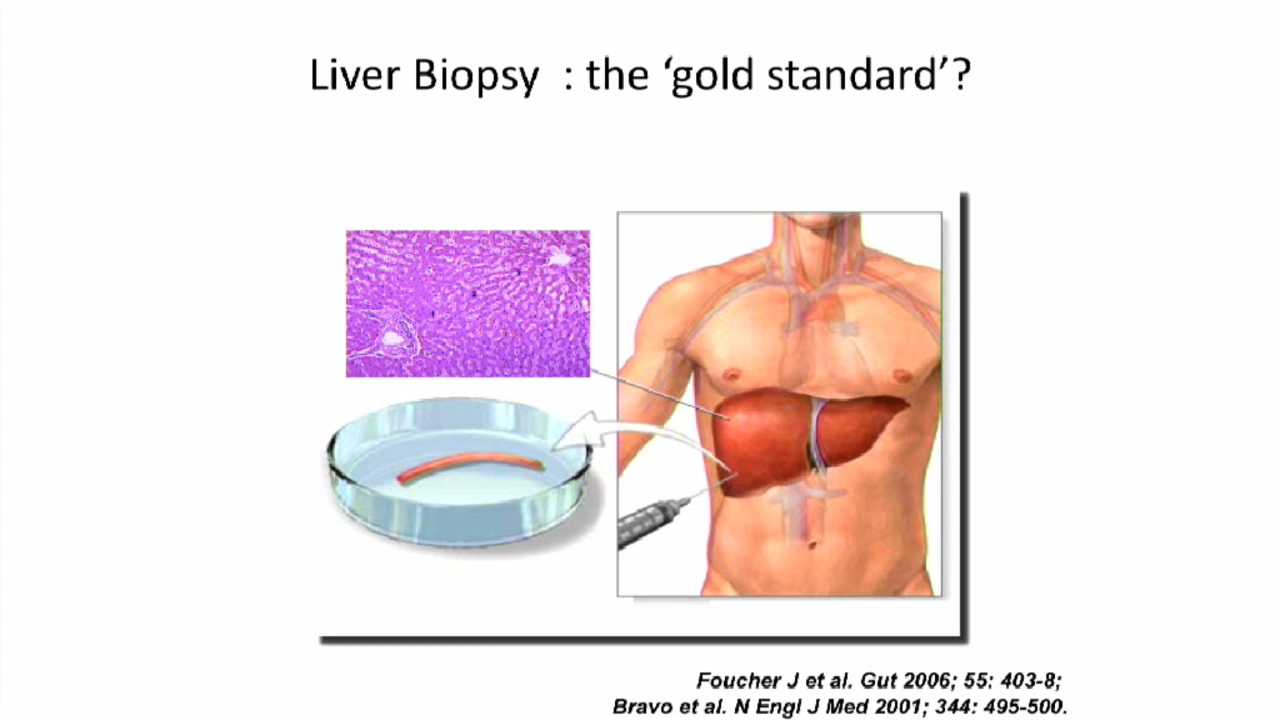 Liver Biopsy  : the ‘gold standard’?
Foucher J et al. Gut 2006; 55: 403-8;
Bravo et al. N Engl J Med 2001; 344: 495-500.